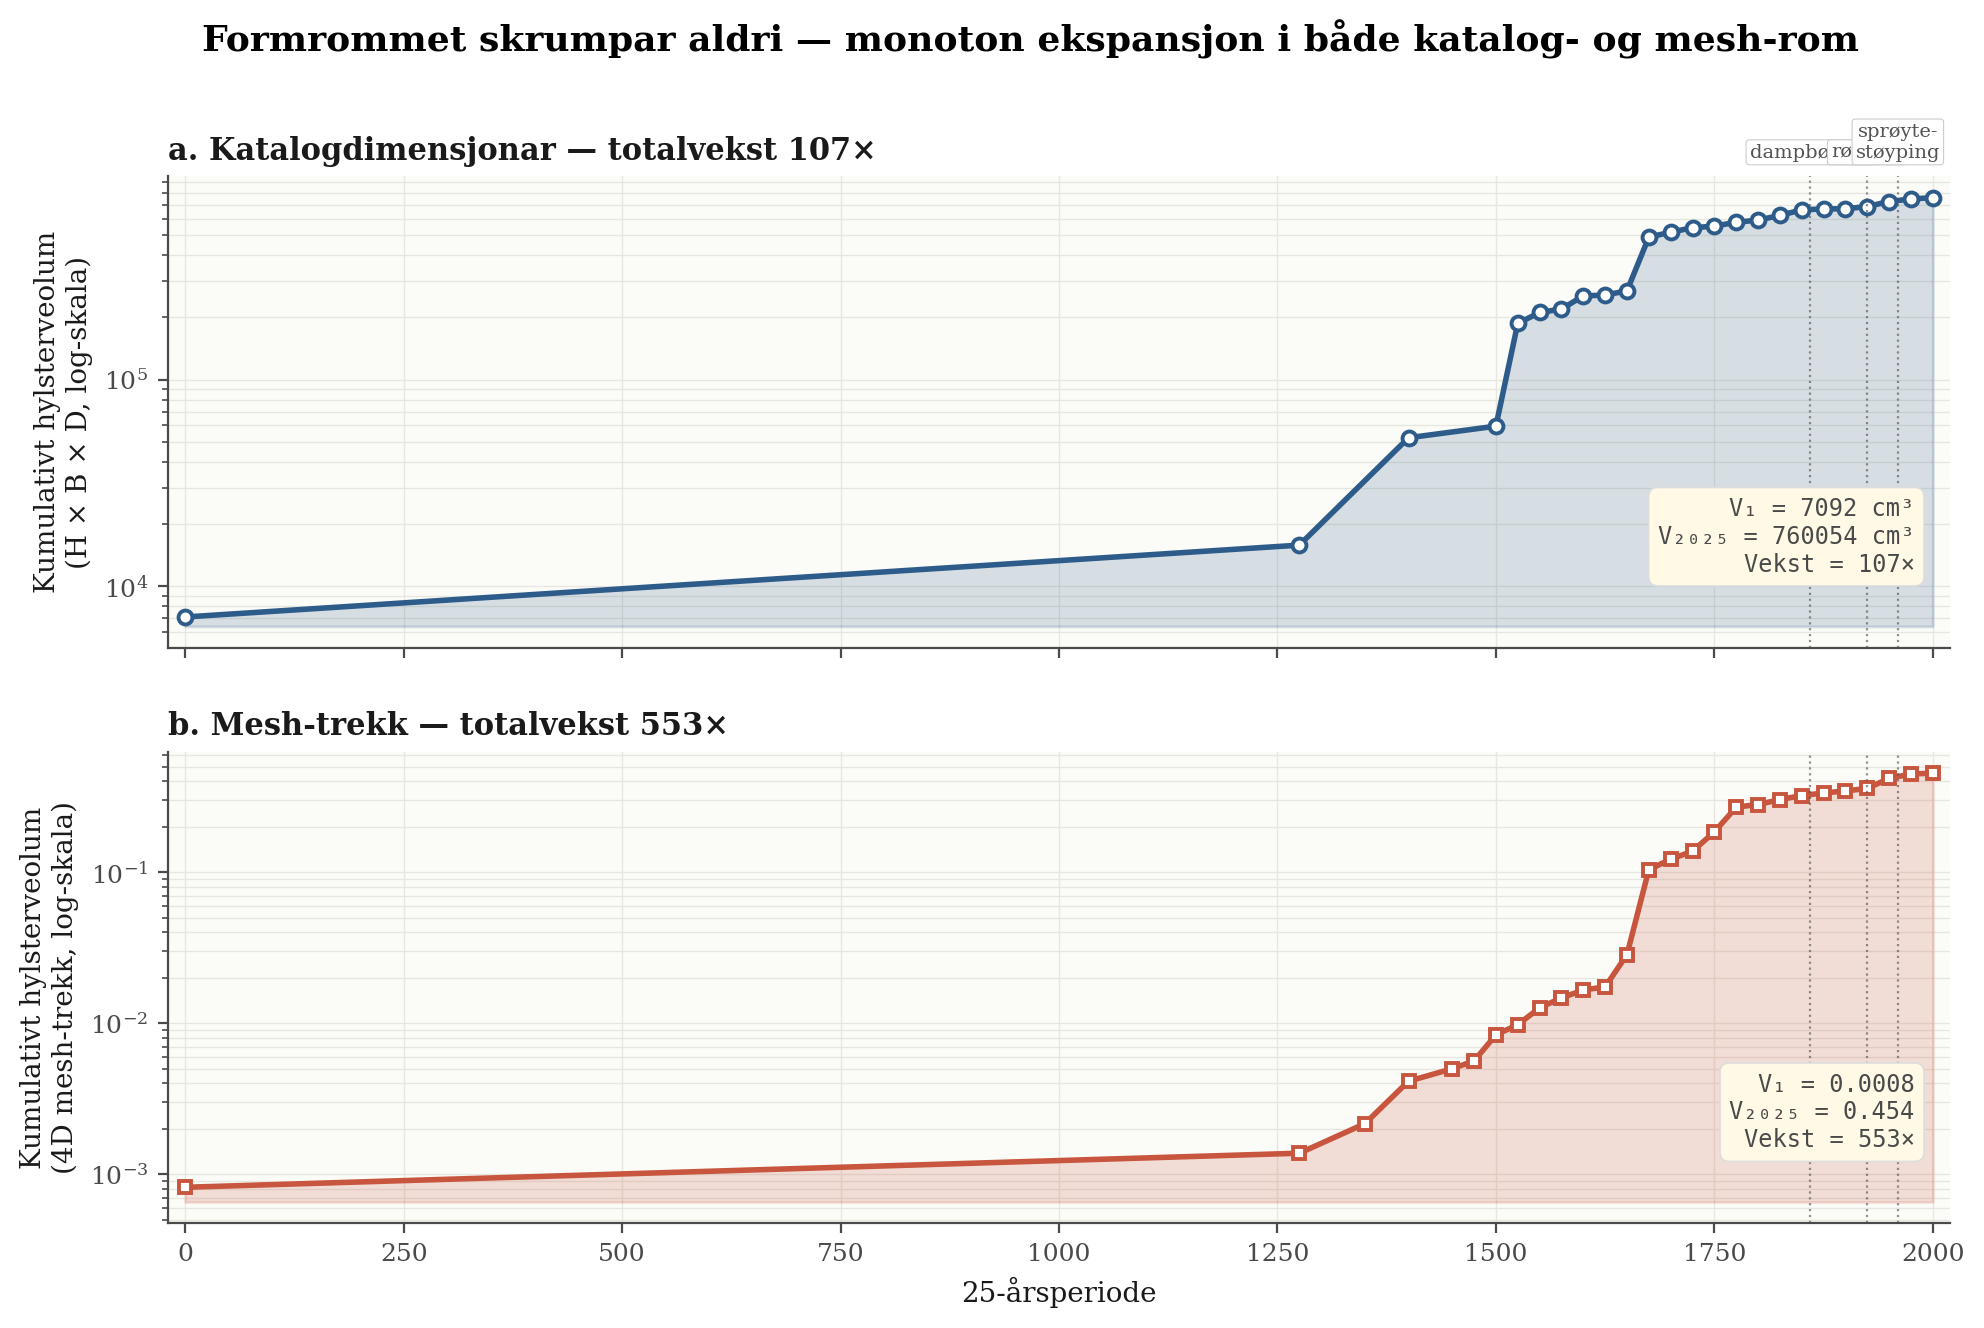 Formrommet skrumpar aldri — monoton ekspansjon i både katalog- og mesh-rom
a. Katalogdimensjonar — totalvekst 107×
sprøyte-
støyping
Kumulativt hylsterveolum
(H × B × D, log-skala)
10⁵
10⁴
V₁ = 7092 cm³
V₂₀₂₅ = 760054 cm³
Vekst = 107×
b. Mesh-trekk — totalvekst 553×
Kumulativt hylsterveolum
(4D mesh-trekk, log-skala)
10⁻¹
10⁻²
10⁻³
V₁ = 0.0008
V₂₀₂₅ = 0.454
Vekst = 553×
0 250 500 750 1000 1250 1500 1750 2000
25-årsperiode